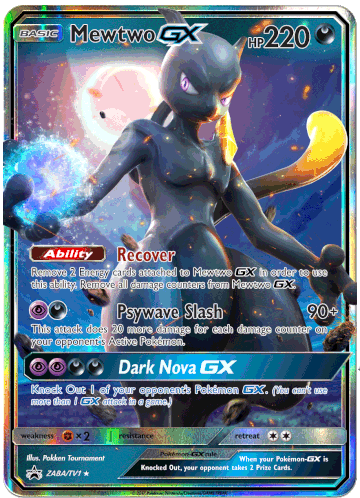 BASIC Mewtwo GX HP 220
Ability Recover
Remove 2 Energy cards attached to Mewtwo GX in order to use
this ability. Remove all damage counters from Mewtwo GX.
Psywave Slash 90+
This attack does 20 more damage for each damage counter on
your opponent's Active Pokémon.
Dark Nova GX
Knock Out 1 of your opponent's Pokémon GX. (You can't use
more than 1 GX attack in a game.)
weakness ×2 resistance retreat
Illus. Pokken Tournament
Pokémon-GX rule
When your Pokémon-GX is
Knocked Out, your opponent takes 2 Prize Cards.
ZABA/TV1 ★